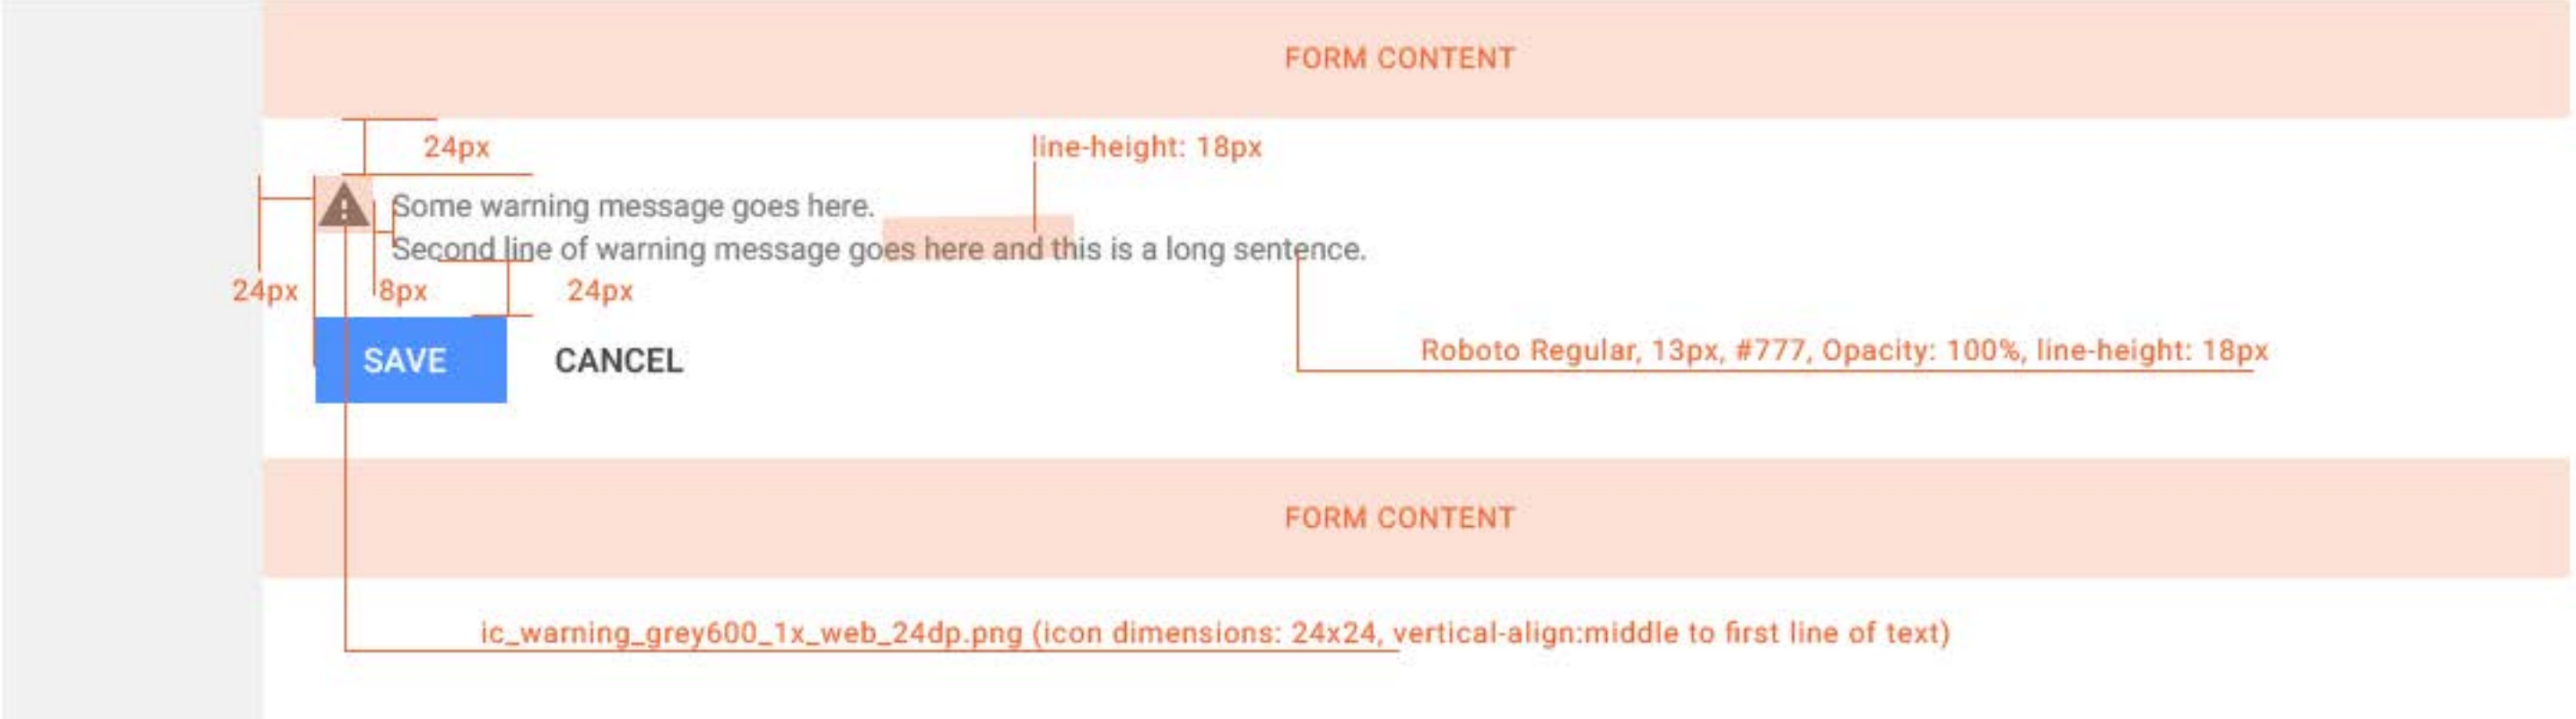 FORM CONTENT
24px
line-height: 18px
Some warning message goes here.
Second line of warning message goes here and this is a long sentence.
24px
8px
24px
SAVE
CANCEL
Roboto Regular, 13px, #777, Opacity: 100%, line-height: 18px
FORM CONTENT
ic_warning_grey600_1x_web_24dp.png (icon dimensions: 24x24, vertical-align:middle to first line of text)